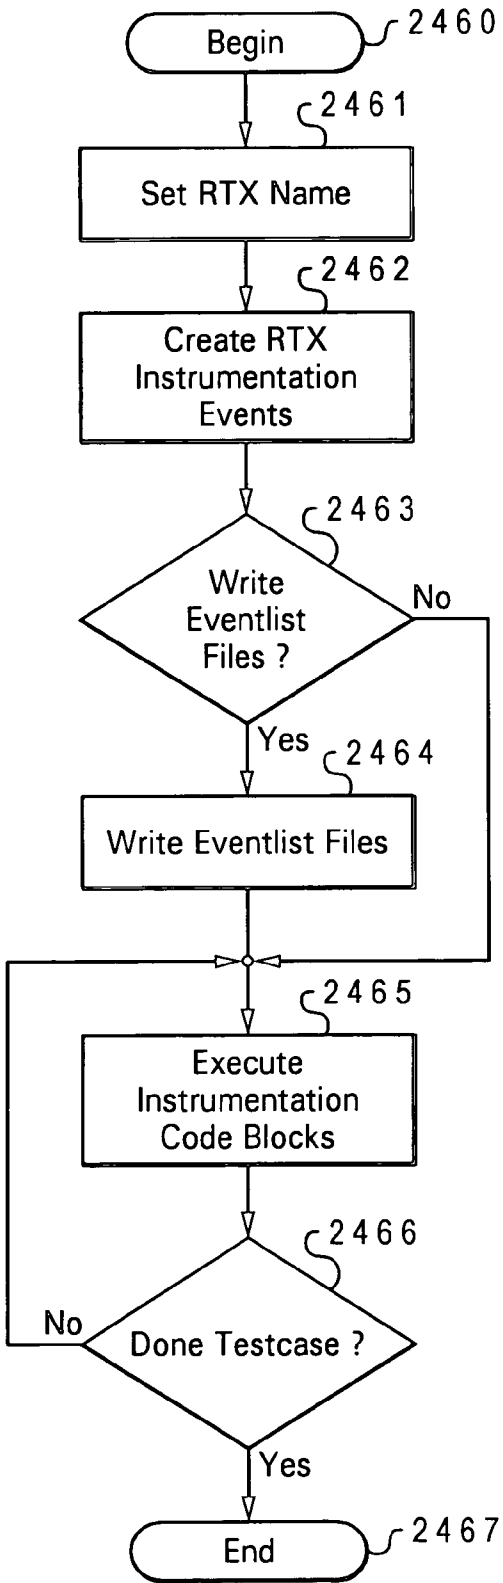 Begin
2460
2461
Set RTX Name
2462
Create RTX
Instrumentation
Events
2463
Write
Eventlist
Files ?
No
Yes
2464
Write Eventlist Files
2465
Execute
Instrumentation
Code Blocks
2466
Done Testcase ?
No
Yes
End
2467